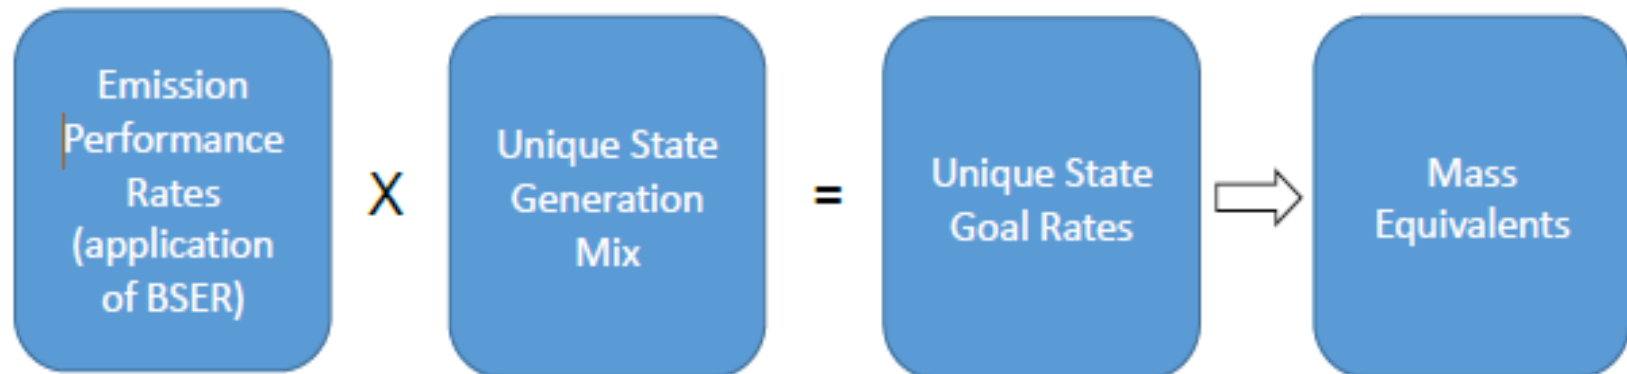 Emission
Performance
Rates
(application
of BSER)
X
Unique State
Generation
Mix
=
Unique State
Goal Rates
Mass
Equivalents